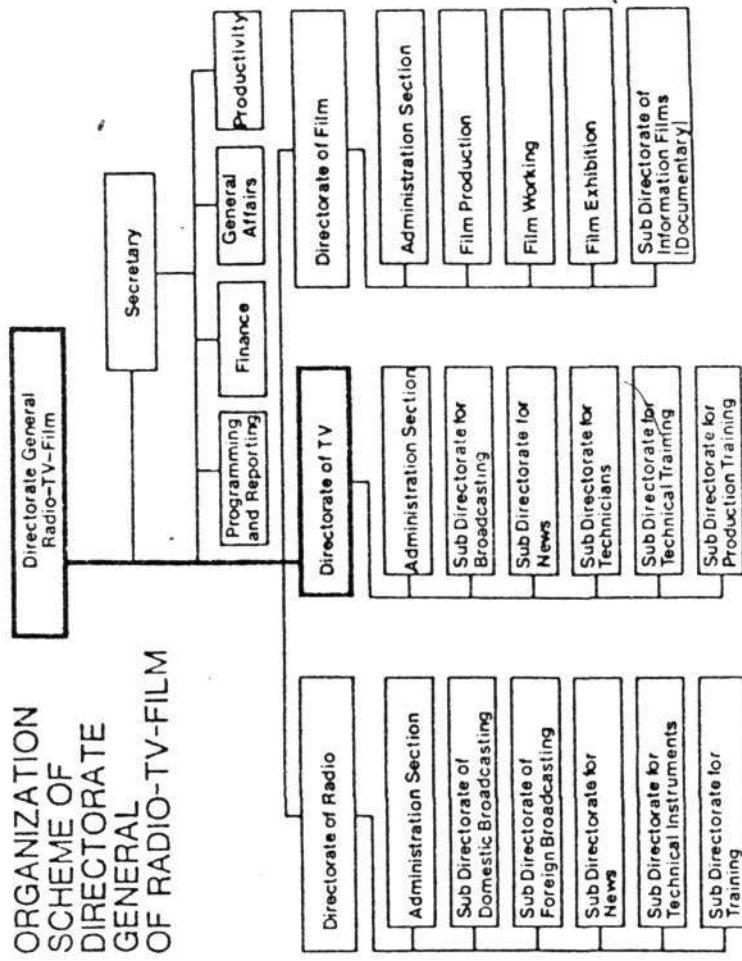 ORGANIZATION
SCHEME OF
DIRECTORATE
GENERAL
OF RADIO-TV-FILM
Directorate General
Radio-TV-Film
Secretary
Programming
and Reporting
Finance
General
Affairs
Productivity
Directorate of Radio
Administration Section
Sub Directorate of
Domestic Broadcasting
Sub Directorate of
Foreign Broadcasting
Sub Directorate for
News
Sub Directorate for
Technical Instruments
Sub Directorate for
Training
Directorate of TV
Administration Section
Sub Directorate for
Broadcasting
Sub Directorate for
News
Sub Directorate for
Technicians
Sub Directorate for
Technical Training
Sub Directorate for
Production Training
Directorate of Film
Administration Section
Film Production
Film Working
Film Exhibition
Sub Directorate of
Information Films
(Documentary)